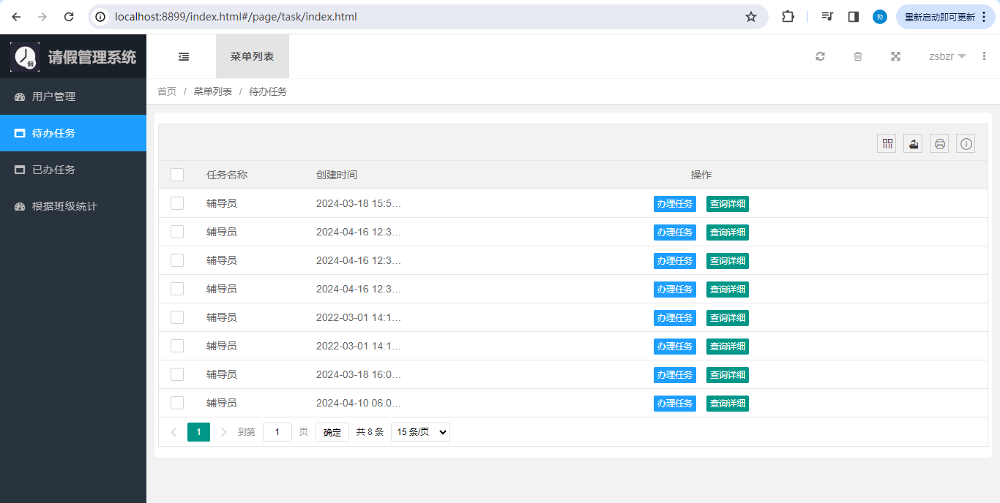 localhost:8899/index.html#/page/task/index.html 勃 重新启动即可更新
假 请假管理系统 菜单列表 zsbzr
首页 / 菜单列表 / 待办任务
用户管理
待办任务
已办任务
根据班级统计
任务名称 创建时间 操作
辅导员 2024-03-18 15:5... 办理任务 查询详细
辅导员 2024-04-16 12:3... 办理任务 查询详细
辅导员 2024-04-16 12:3... 办理任务 查询详细
辅导员 2024-04-16 12:3... 办理任务 查询详细
辅导员 2022-03-01 14:1... 办理任务 查询详细
辅导员 2022-03-01 14:1... 办理任务 查询详细
辅导员 2024-03-18 16:0... 办理任务 查询详细
辅导员 2024-04-10 06:0... 办理任务 查询详细
1 到第 1 页 确定 共 8 条 15 条/页